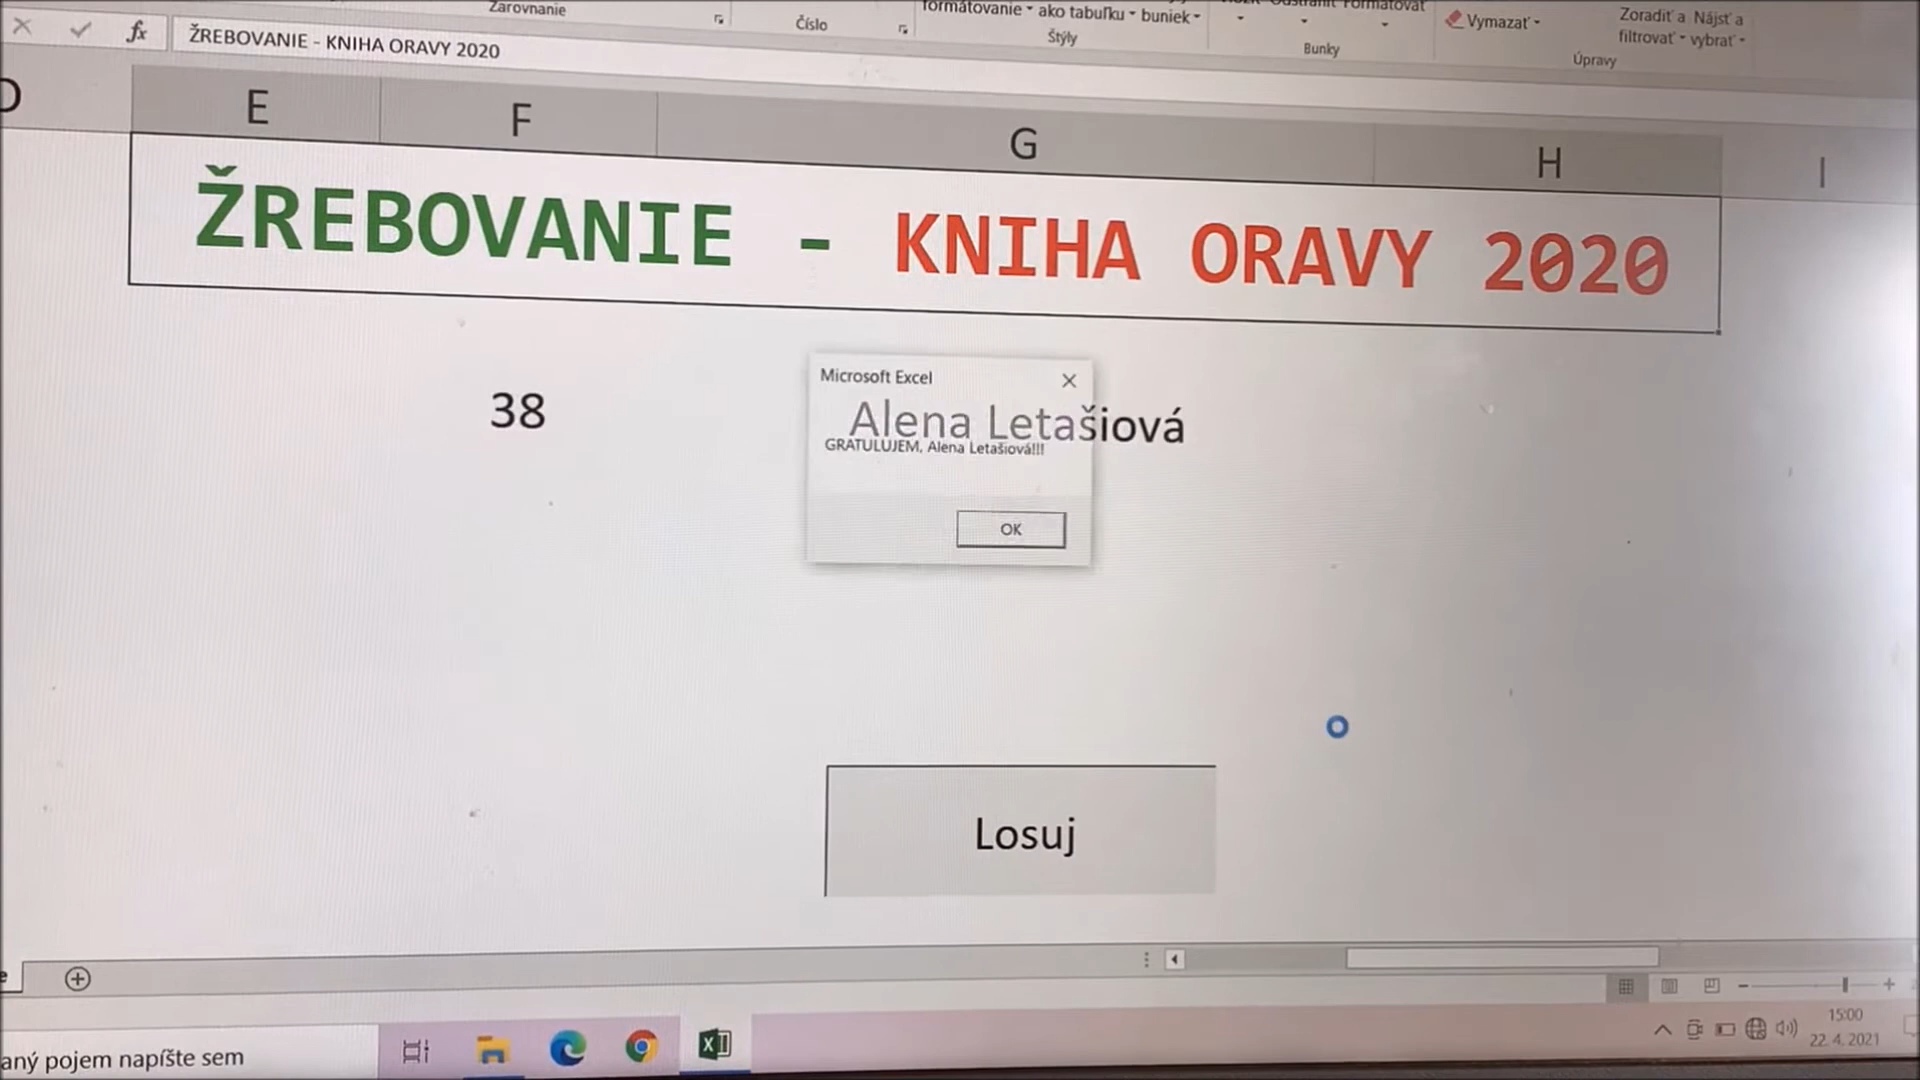 Zarovnanie
Číslo
formátovanie ako tabuľku buniek
Štýly
Formátovať
Bunky
Vymazať
Zoradiť a Nájsť a
filtrovať vybrať
Úpravy
fx ŽREBOVANIE - KNIHA ORAVY 2020
D E F G H I
ŽREBOVANIE - KNIHA ORAVY 2020
38
Microsoft Excel
Alena Letašiová
GRATULUJEM, Alena Letašiová!!!
OK
Losuj
15:00
22. 4. 2021
aný pojem napíšte sem